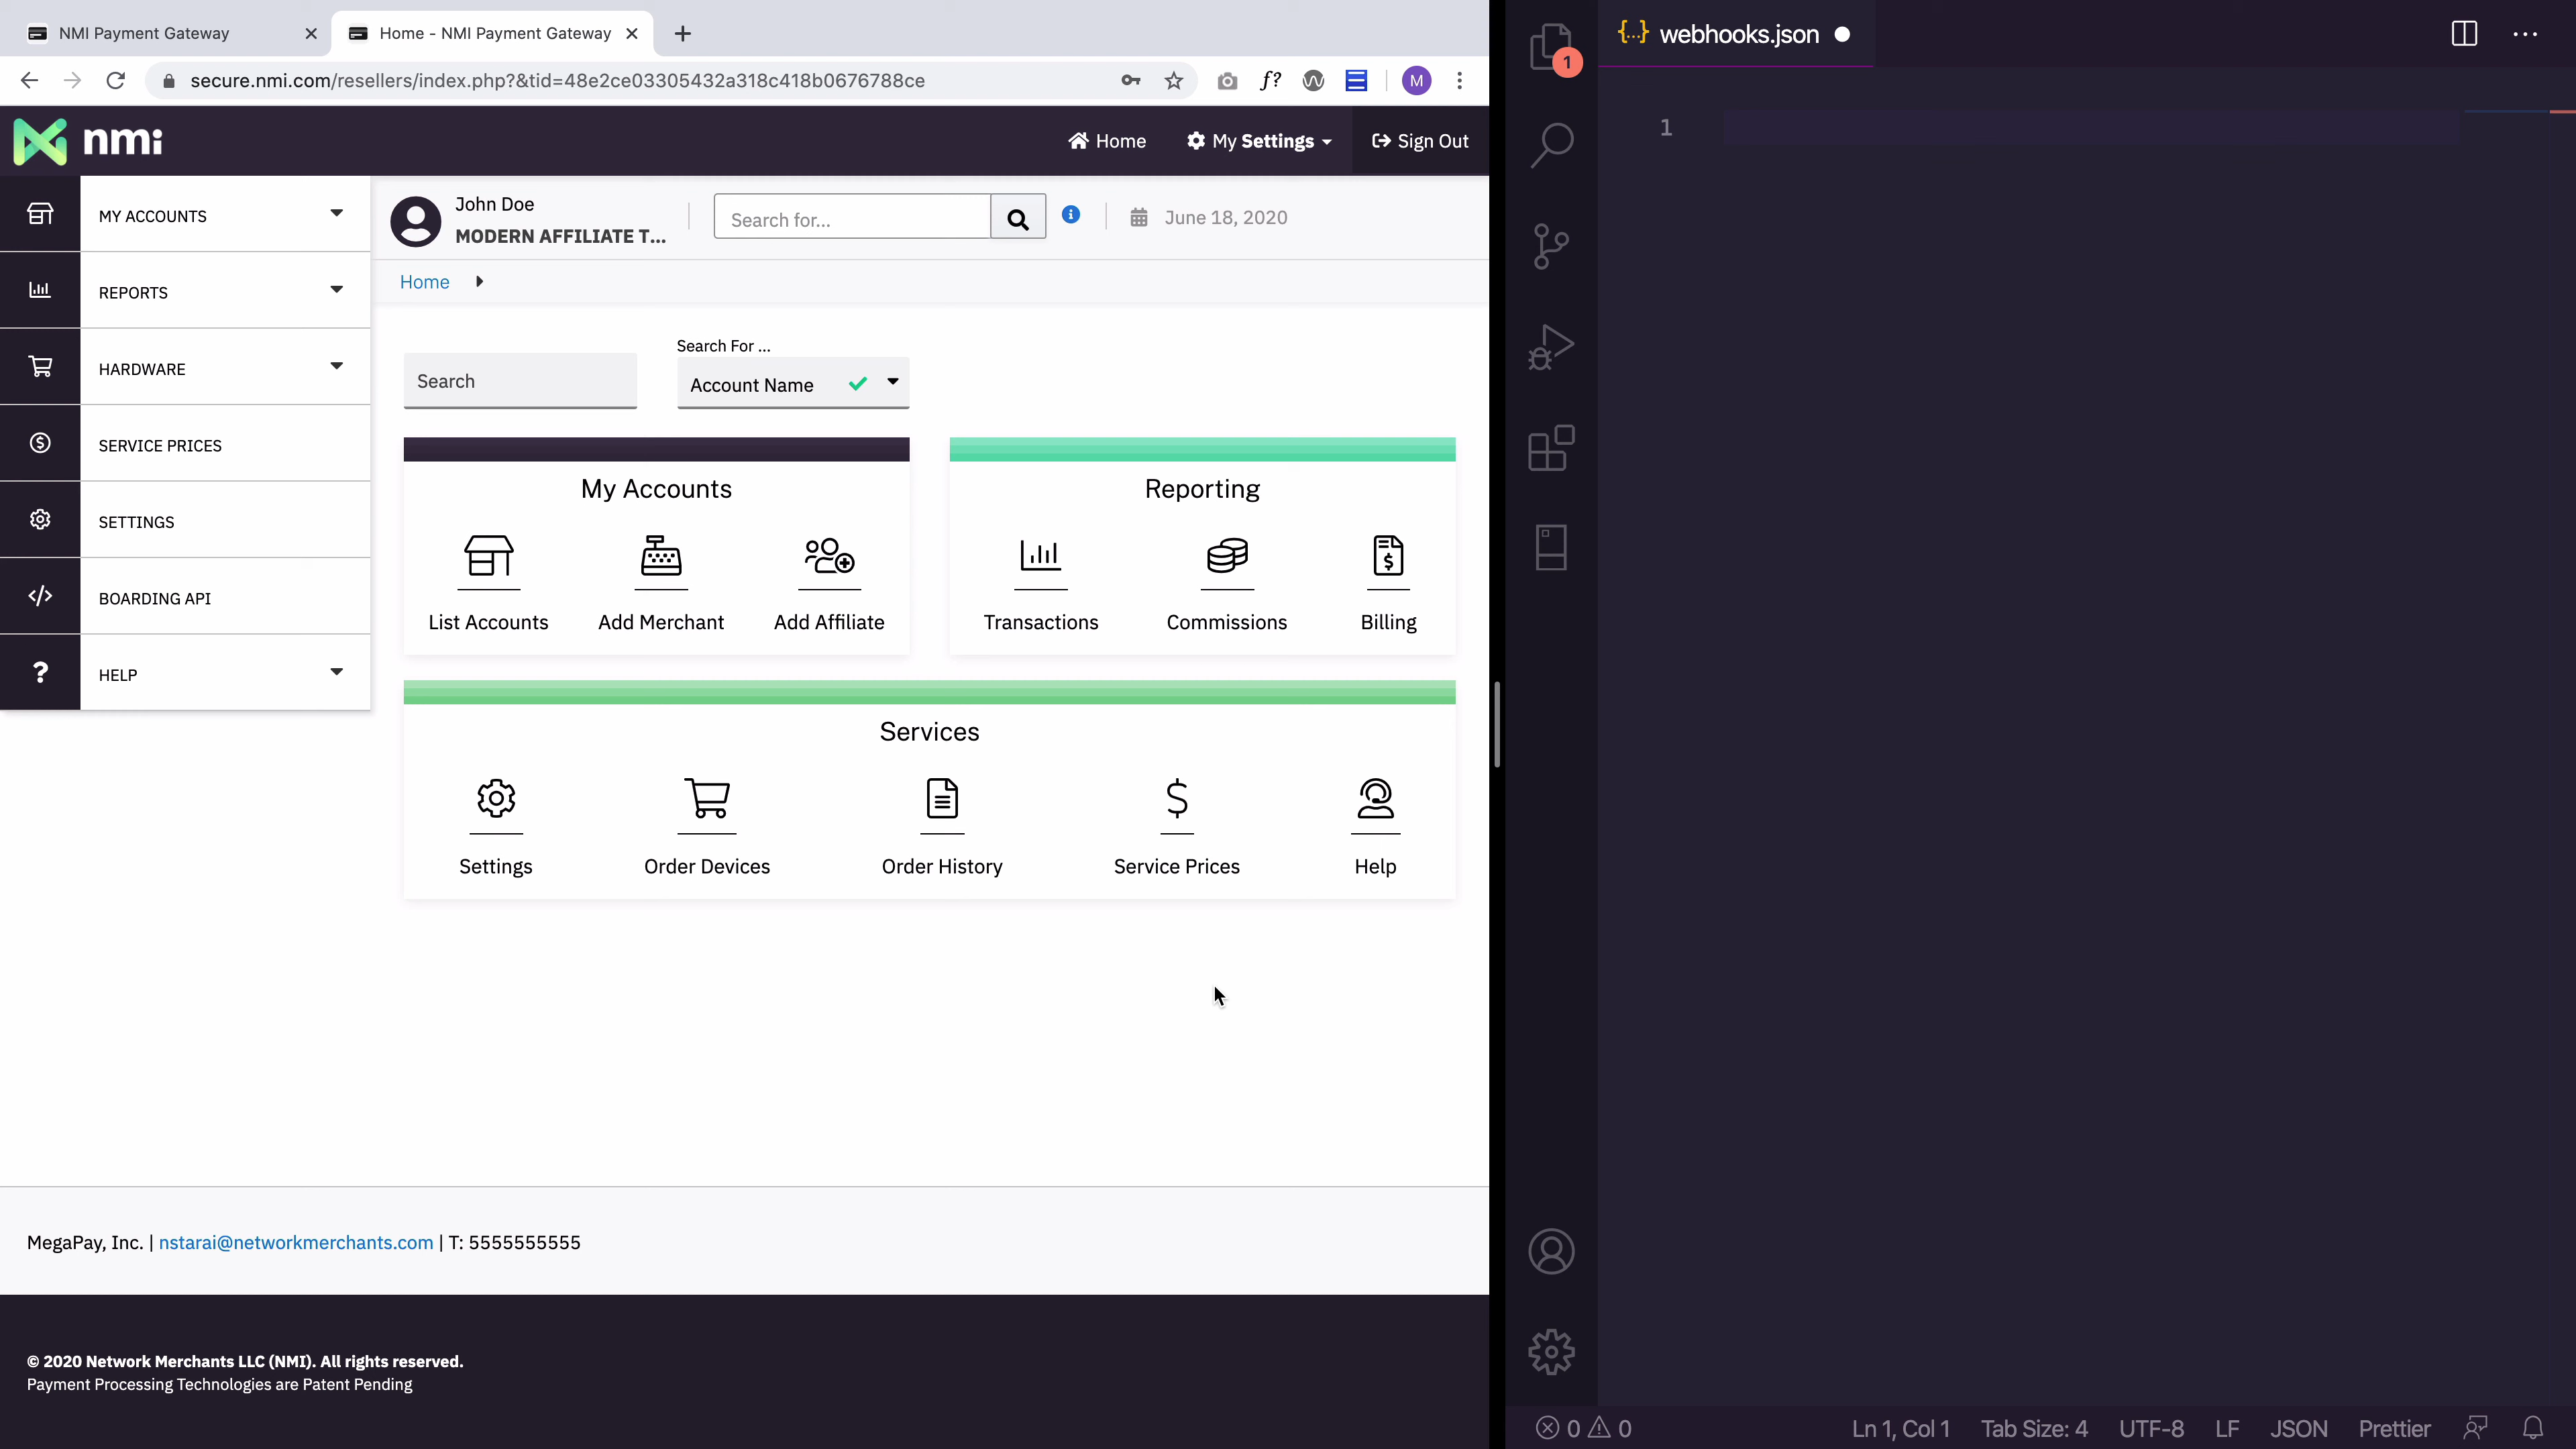 NMI Payment Gateway
Home - NMI Payment Gateway
secure.nmi.com/resellers/index.php?&tid=48e2ce03305432a318c418b0676788ce
f?
M
nmi
Home
My Settings
Sign Out
MY ACCOUNTS
REPORTS
HARDWARE
SERVICE PRICES
SETTINGS
BOARDING API
HELP
John Doe
MODERN AFFILIATE T...
Search for...
June 18, 2020
Home
Search
Search For ...
Account Name
My Accounts
List Accounts
Add Merchant
Add Affiliate
Reporting
Transactions
Commissions
Billing
Services
Settings
Order Devices
Order History
Service Prices
Help
MegaPay, Inc. | nstarai@networkmerchants.com | T: 5555555555
© 2020 Network Merchants LLC (NMI). All rights reserved.
Payment Processing Technologies are Patent Pending
1
{..} webhooks.json
1
0 0
Ln 1, Col 1
Tab Size: 4
UTF-8
LF
JSON
Prettier